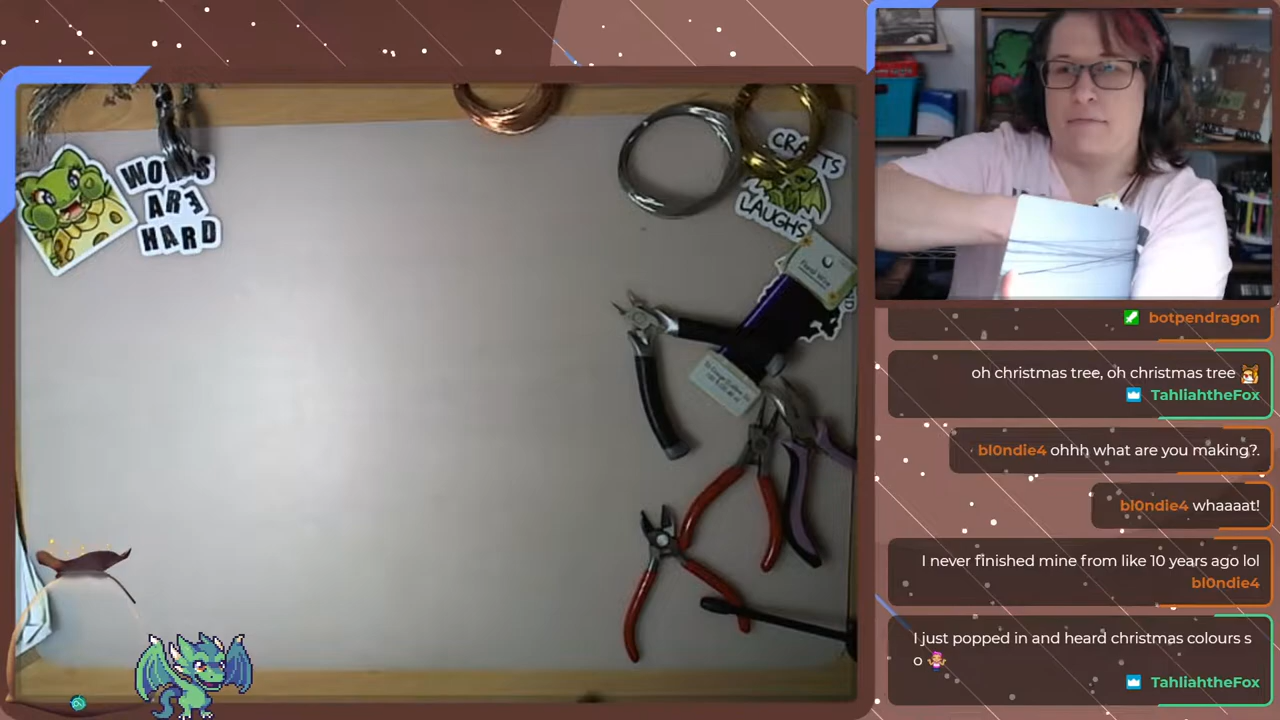 WORDS
ARE
HARD
CRAFTS
LAUGHS
Floral Wire
botpendragon
oh christmas tree, oh christmas tree
TahliahtheFox
bl0ndie4 ohhh what are you making?.
bl0ndie4 whaaaat!
I never finished mine from like 10 years ago lol
bl0ndie4
I just popped in and heard christmas colours s
o
TahliahtheFox